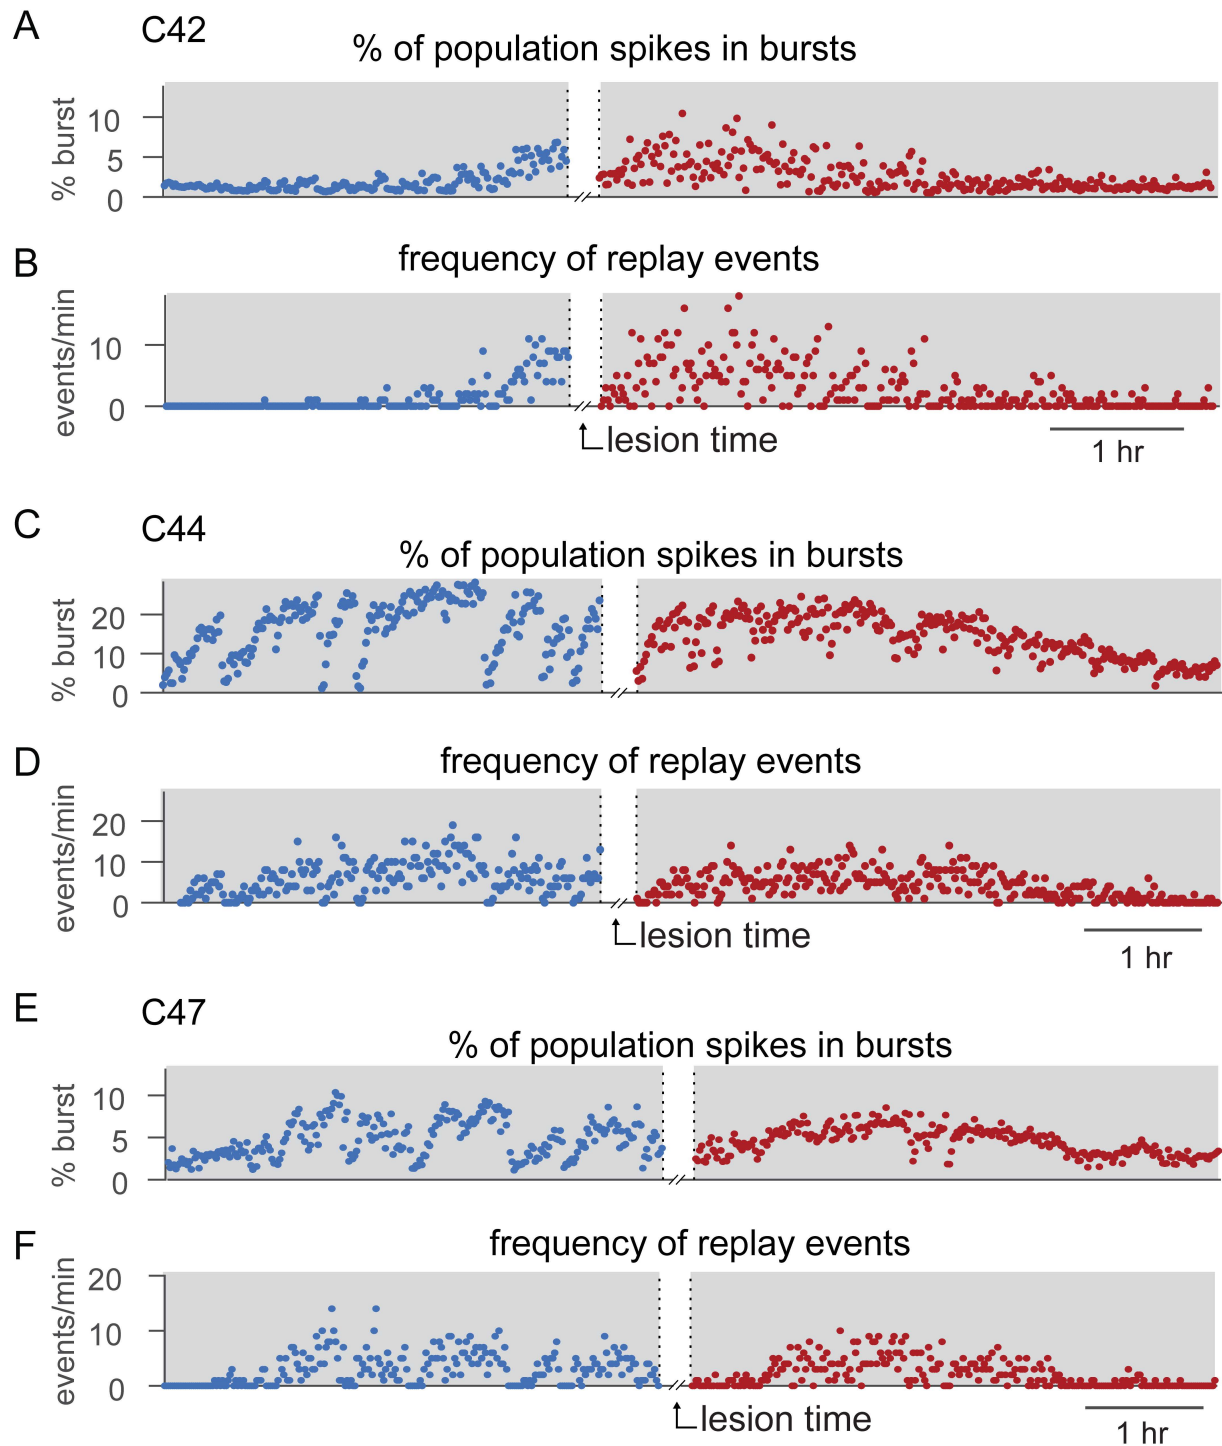 A
C42
% of population spikes in bursts
% burst
10
5
0
B
frequency of replay events
events/min
10
0
lesion time
1 hr
C
C44
% of population spikes in bursts
% burst
20
10
0
D
frequency of replay events
events/min
20
10
0
lesion time
1 hr
E
C47
% of population spikes in bursts
% burst
10
5
0
F
frequency of replay events
events/min
20
10
0
lesion time
1 hr